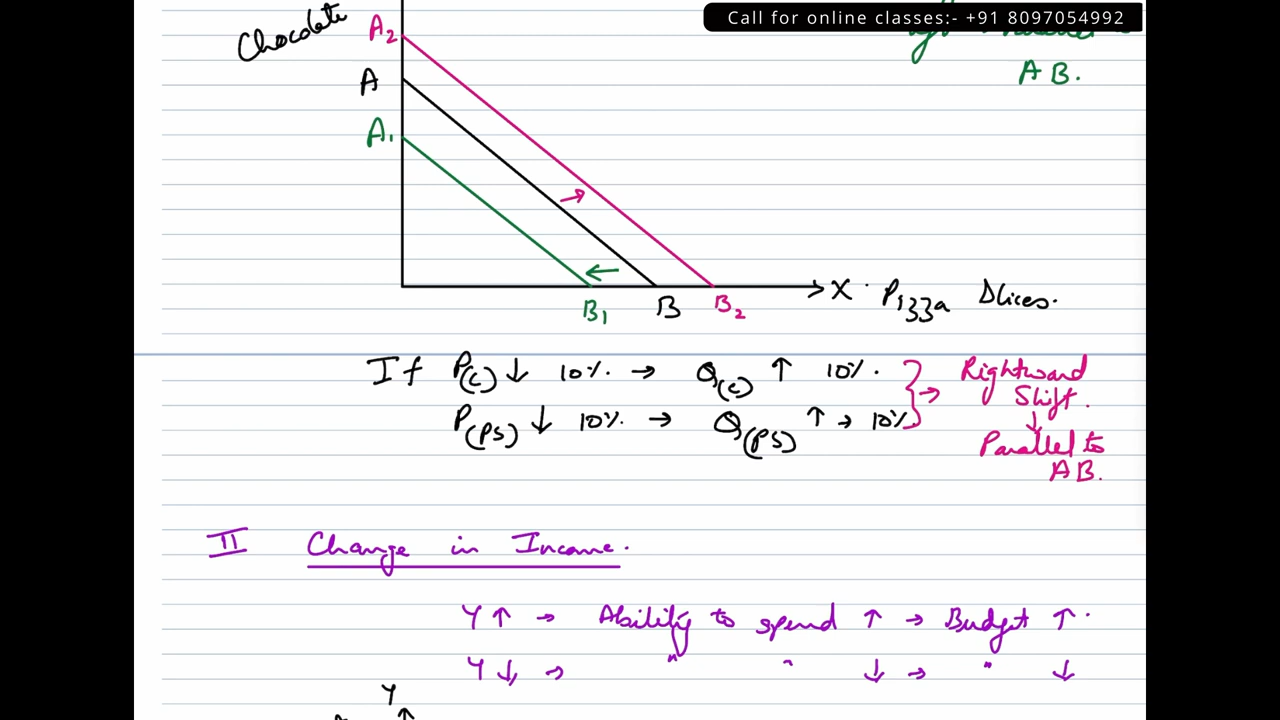 Call for online classes:- +91 8097054992
Chocolate
A₂
A B.
A
A₁
B₁ B B₂
X Pizza Slices.
If P(c) ↓ 10% → Q(c) ↑ 10%. } → Rightward Shift.
P(PS) ↓ 10% → Q(PS) ↑ → 10%
↓
Parallel to
AB.
II Change in Income.
Y ↑ → Ability to spend ↑ → Budget ↑.
Y ↓ → " " ↓ → " ↓
Y